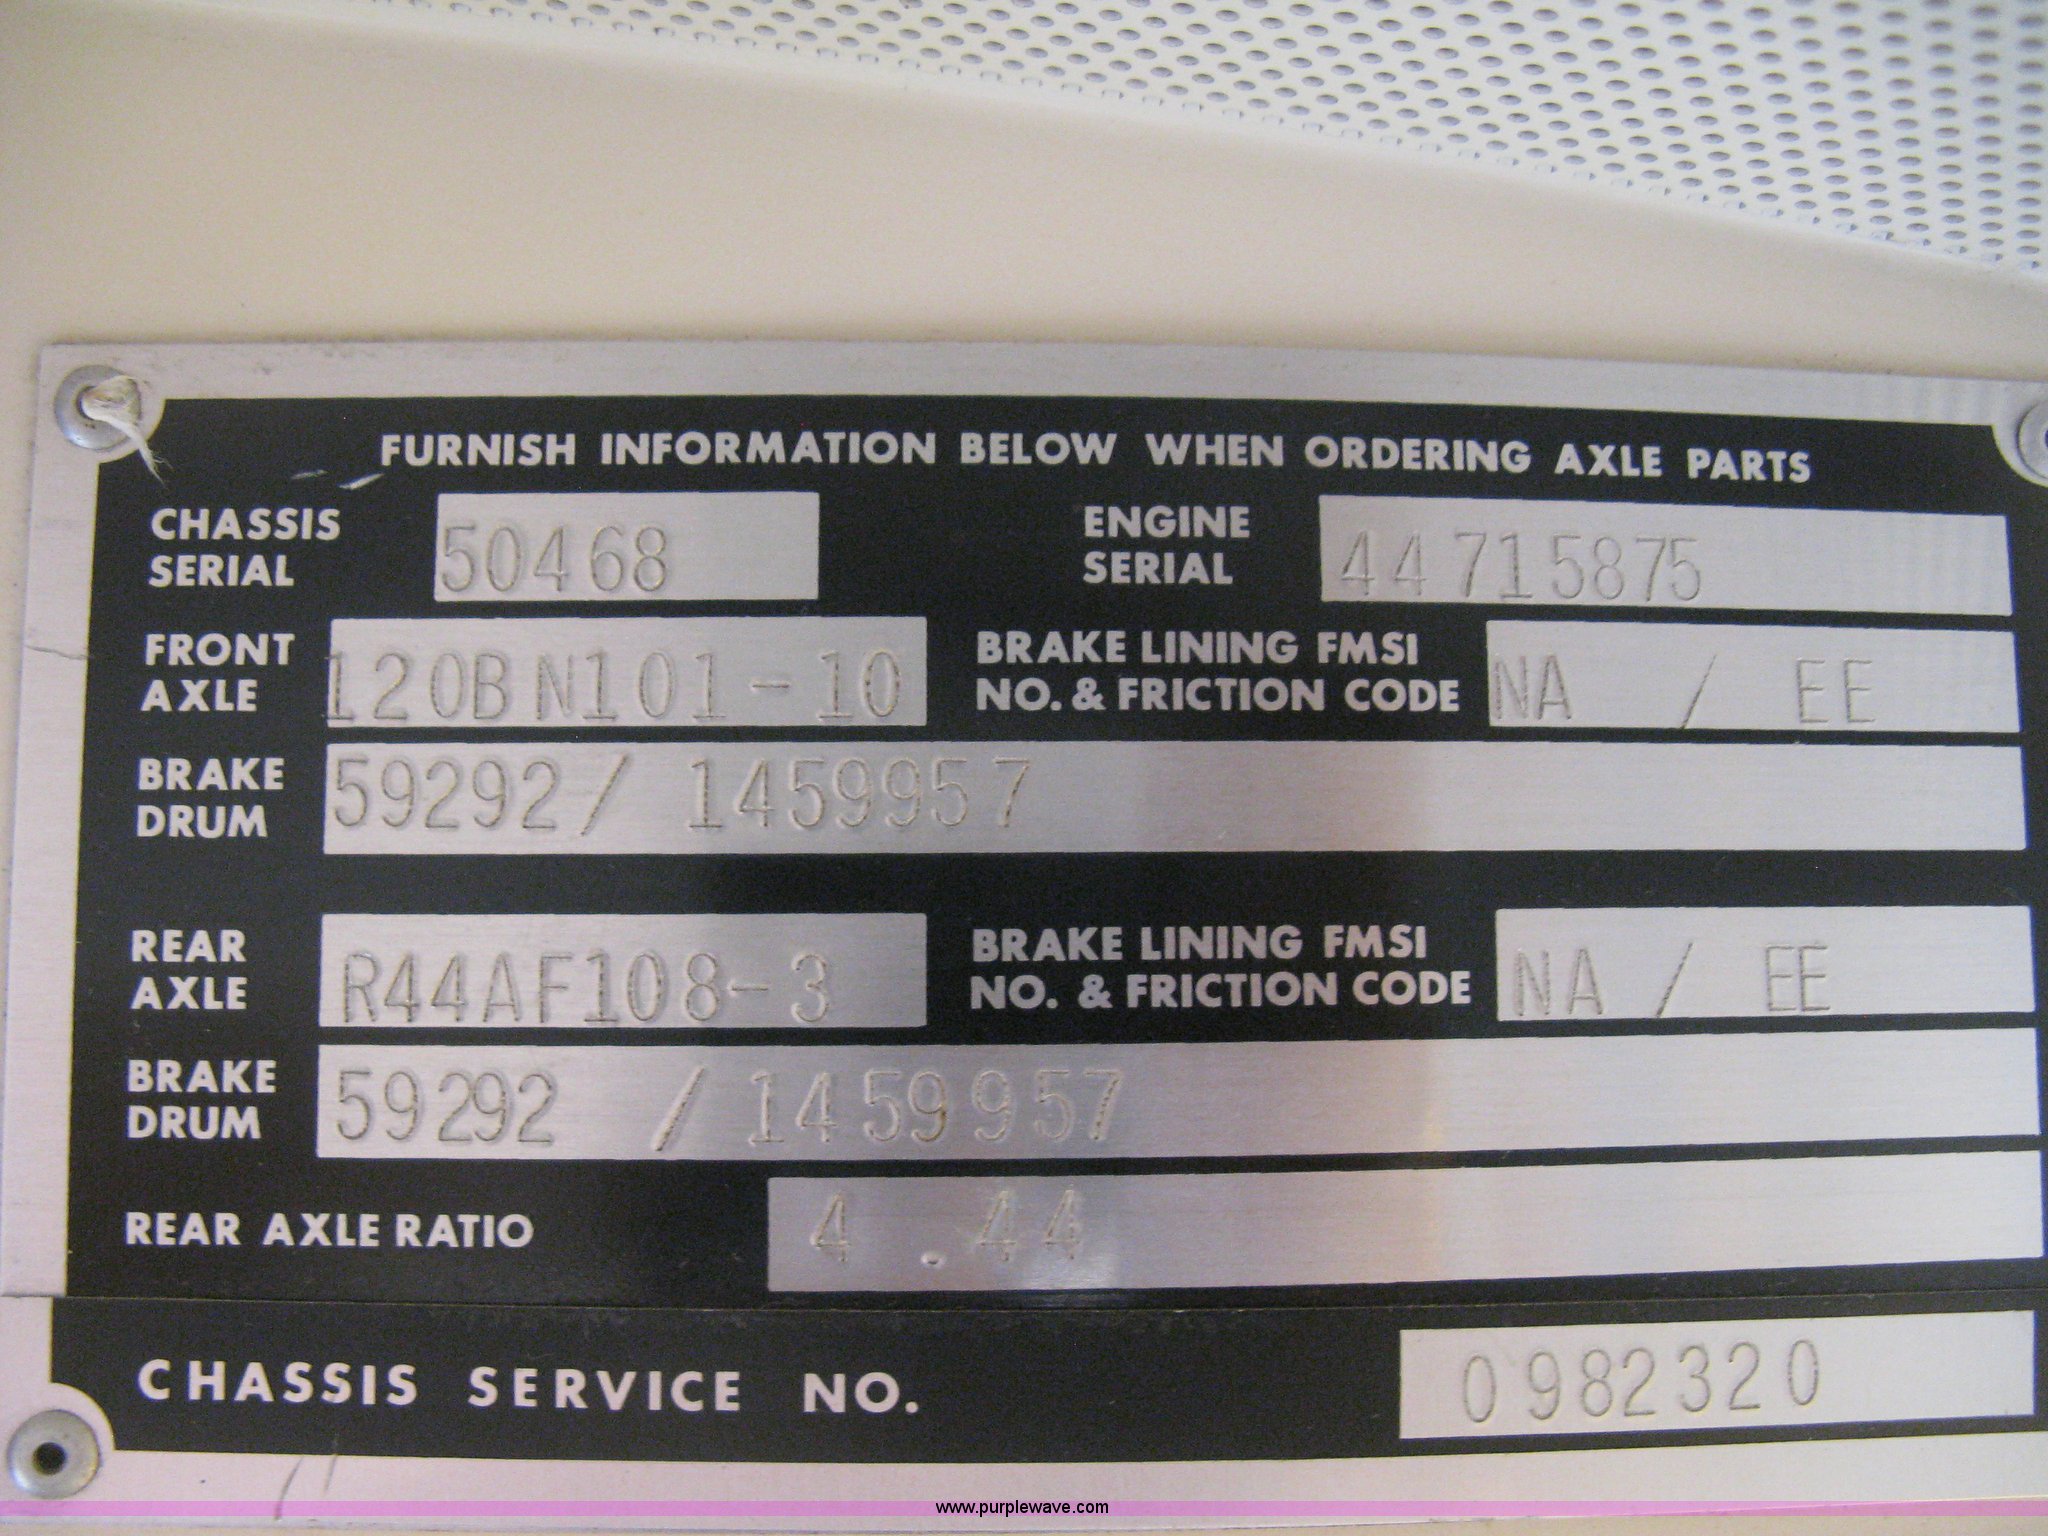 FURNISH INFORMATION BELOW WHEN ORDERING AXLE PARTS
CHASSIS SERIAL 50468 ENGINE SERIAL 44715875
FRONT AXLE 120BN101-10 BRAKE LINING FMSI NO. & FRICTION CODE NA / EE
BRAKE DRUM 59292/ 1459957
REAR AXLE R44AF108-3 BRAKE LINING FMSI NO. & FRICTION CODE NA / EE
BRAKE DRUM 59292 /1459957
REAR AXLE RATIO 4.44
CHASSIS SERVICE NO. 0982320
www.purplewave.com